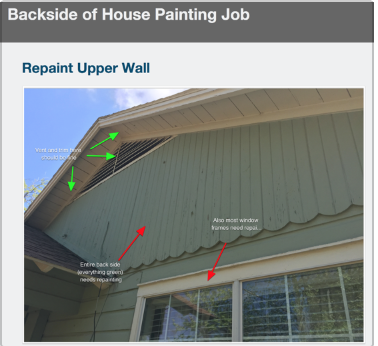 Backside of House Painting Job
Repaint Upper Wall
Vent and trim here
should be fine
Also most window
frames need repai...
Entire back side
(everything green)
needs repainting